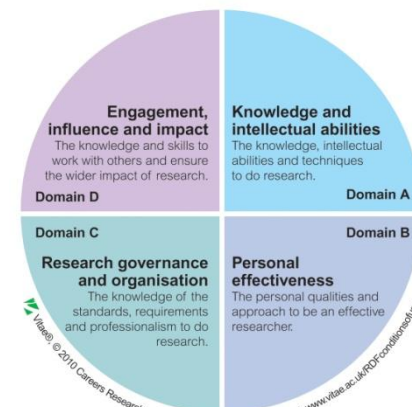 Engagement,
influence and impact
The knowledge and skills to
work with others and ensure
the wider impact of research.
Domain D
Knowledge and
intellectual abilities
The knowledge, intellectual
abilities and techniques
to do research.
Domain A
Domain C
Research governance
and organisation
The knowledge of the
standards, requirements
and professionalism to do
research.
Domain B
Personal
effectiveness
The personal qualities and
approach to be an effective
researcher.
Vitae®, © 2010 Careers Research
www.vitae.ac.uk/RDFconditionsofu